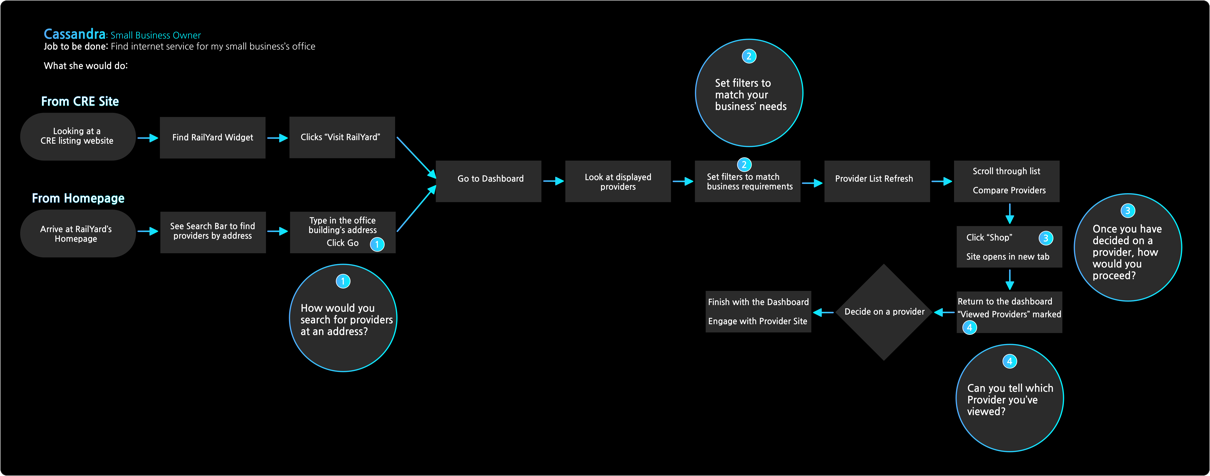 Cassandra: Small Business Owner
Job to be done: Find internet service for my small business's office
What she would do:
From CRE Site
Looking at a
CRE listing website
Find RailYard Widget
Clicks "Visit RailYard"
From Homepage
Arrive at RailYard's
Homepage
See Search Bar to find
providers by address
Type in the office
building's address
Click Go
1
1
How would you
search for providers
at an address?
Go to Dashboard
Look at displayed
providers
2
Set filters to
match your
business' needs
2
Set filters to match
business requirements
Provider List Refresh
Scroll through list
Compare Providers
Click "Shop"
3
Site opens in new tab
3
Once you have
decided on a
provider, how
would you
proceed?
Return to the dashboard
"Viewed Providers" marked
4
4
Can you tell which
Provider you've
viewed?
Decide on a provider
Finish with the Dashboard
Engage with Provider Site